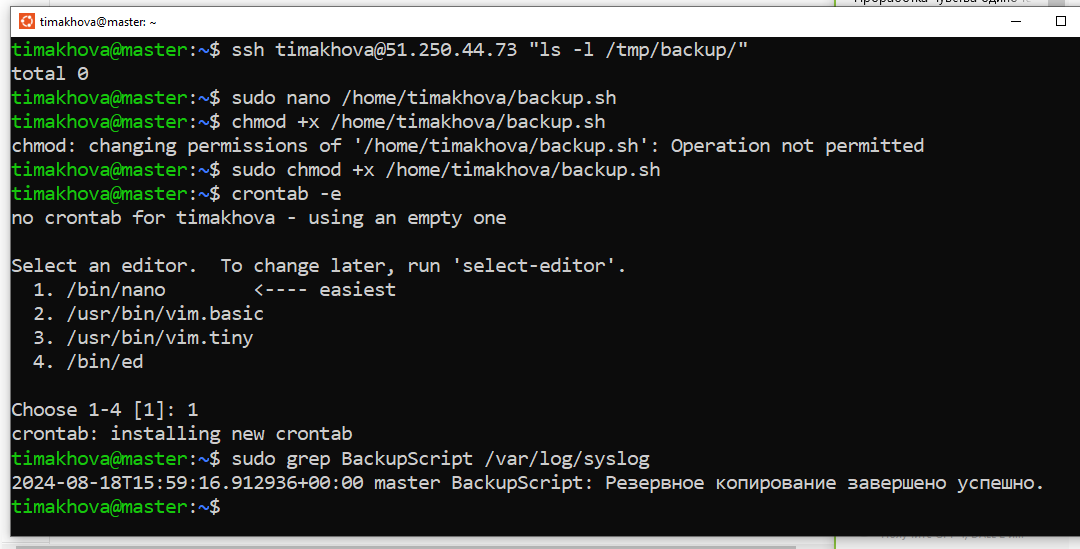 timakhova@master: ~
timakhova@master:~$ ssh timakhova@51.250.44.73 "ls -l /tmp/backup/"
total 0
timakhova@master:~$ sudo nano /home/timakhova/backup.sh
timakhova@master:~$ chmod +x /home/timakhova/backup.sh
chmod: changing permissions of '/home/timakhova/backup.sh': Operation not permitted
timakhova@master:~$ sudo chmod +x /home/timakhova/backup.sh
timakhova@master:~$ crontab -e
no crontab for timakhova - using an empty one

Select an editor.  To change later, run 'select-editor'.
  1. /bin/nano        <---- easiest
  2. /usr/bin/vim.basic
  3. /usr/bin/vim.tiny
  4. /bin/ed

Choose 1-4 [1]: 1
crontab: installing new crontab
timakhova@master:~$ sudo grep BackupScript /var/log/syslog
2024-08-18T15:59:16.912936+00:00 master BackupScript: Резервное копирование завершено успешно.
timakhova@master:~$